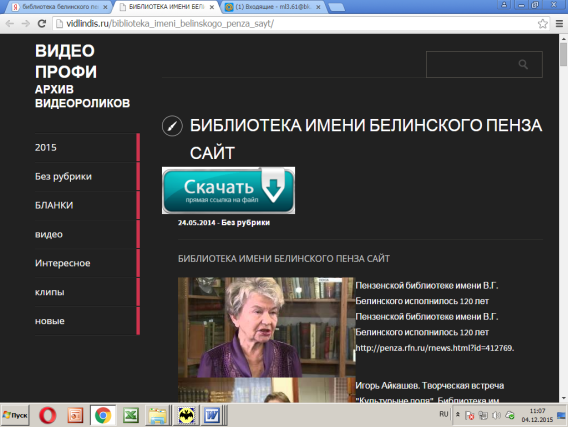 библиотека белинского пе
БИБЛИОТЕКА ИМЕНИ БЕЛИ
(1) Входящие - ml3.61@bk
vidlindis.ru/biblioteka_imeni_belinskogo_penza_sayt/
ВИДЕО
ПРОФИ
АРХИВ
ВИДЕОРОЛИКОВ
2015
Без рубрики
БЛАНКИ
видео
Интересное
клипы
новые
БИБЛИОТЕКА ИМЕНИ БЕЛИНСКОГО ПЕНЗА
САЙТ
Скачать
прямая ссылка на файл
24.05.2014 - Без рубрики
БИБЛИОТЕКА ИМЕНИ БЕЛИНСКОГО ПЕНЗА САЙТ
Пензенской библиотеке имени В.Г.
Белинского исполнилось 120 лет
Пензенской библиотеке имени В.Г.
Белинского исполнилось 120 лет
http://penza.rfn.ru/rnews.html?id=412769.
Игорь Айкашев. Творческая встреча
"Культурные поля". Библиотека им.
Пуск
RU
11:07
04.12.2015